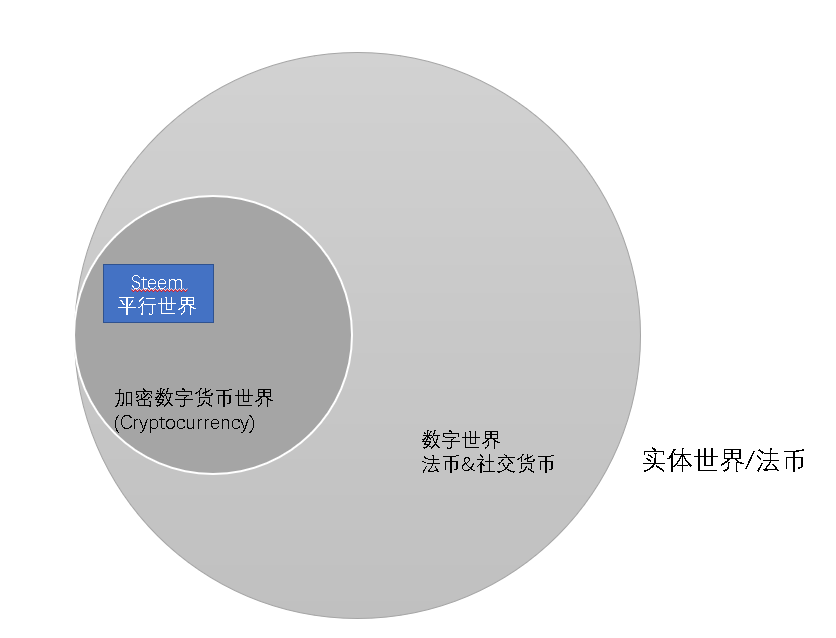 Steem
平行世界
加密数字货币世界
(Cryptocurrency)
数字世界
法币&社交货币
实体世界/法币